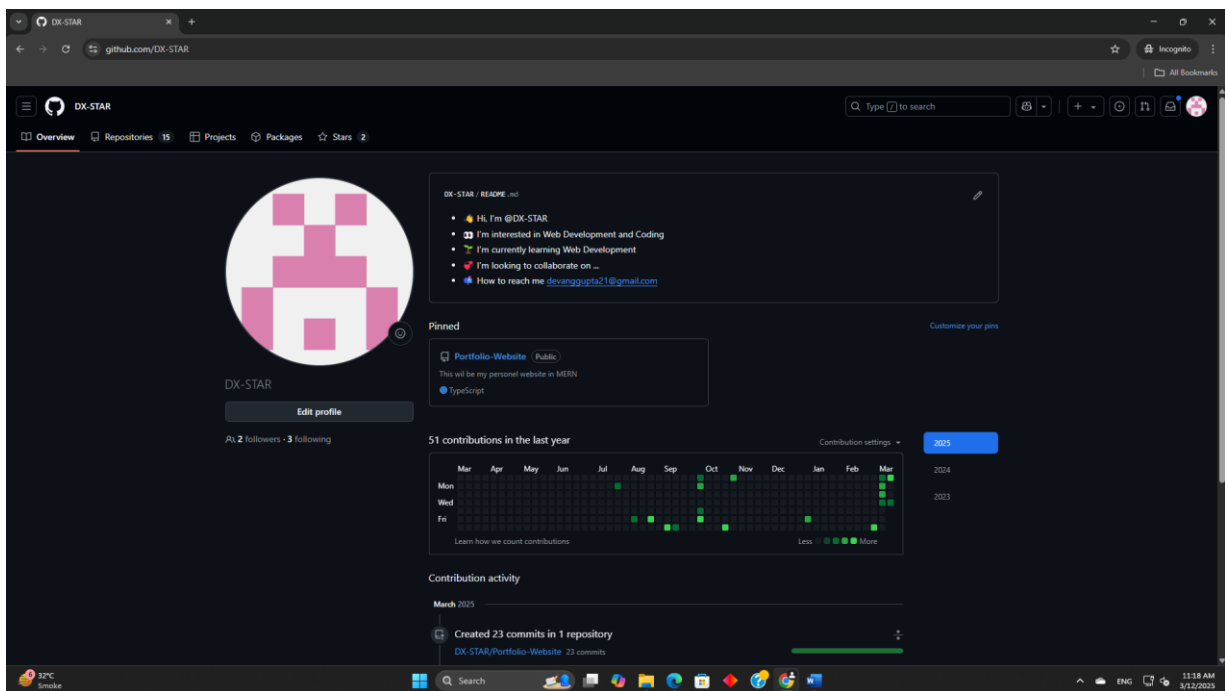 DX-STAR
github.com/DX-STAR
Incognito
All Bookmarks
DX-STAR
Type / to search
Overview Repositories 15 Projects Packages Stars 2
DX-STAR / README.md
👋 Hi, I'm @DX-STAR
👀 I'm interested in Web Development and Coding
🌱 I'm currently learning Web Development
💞️ I'm looking to collaborate on ...
📫 How to reach me devanggupta21@gmail.com
Pinned
Customize your pins
Portfolio-Website Public
This wil be my personel website in MERN
TypeScript
DX-STAR
Edit profile
2 followers · 3 following
51 contributions in the last year
Contribution settings
2025
2024
2023
Mar Apr May Jun Jul Aug Sep Oct Nov Dec Jan Feb Mar
Mon
Wed
Fri
Learn how we count contributions
Less More
Contribution activity
March 2025
Created 23 commits in 1 repository
DX-STAR/Portfolio-Website 23 commits
6
32°C
Smoke
Search
ENG
11:18 AM
3/12/2025